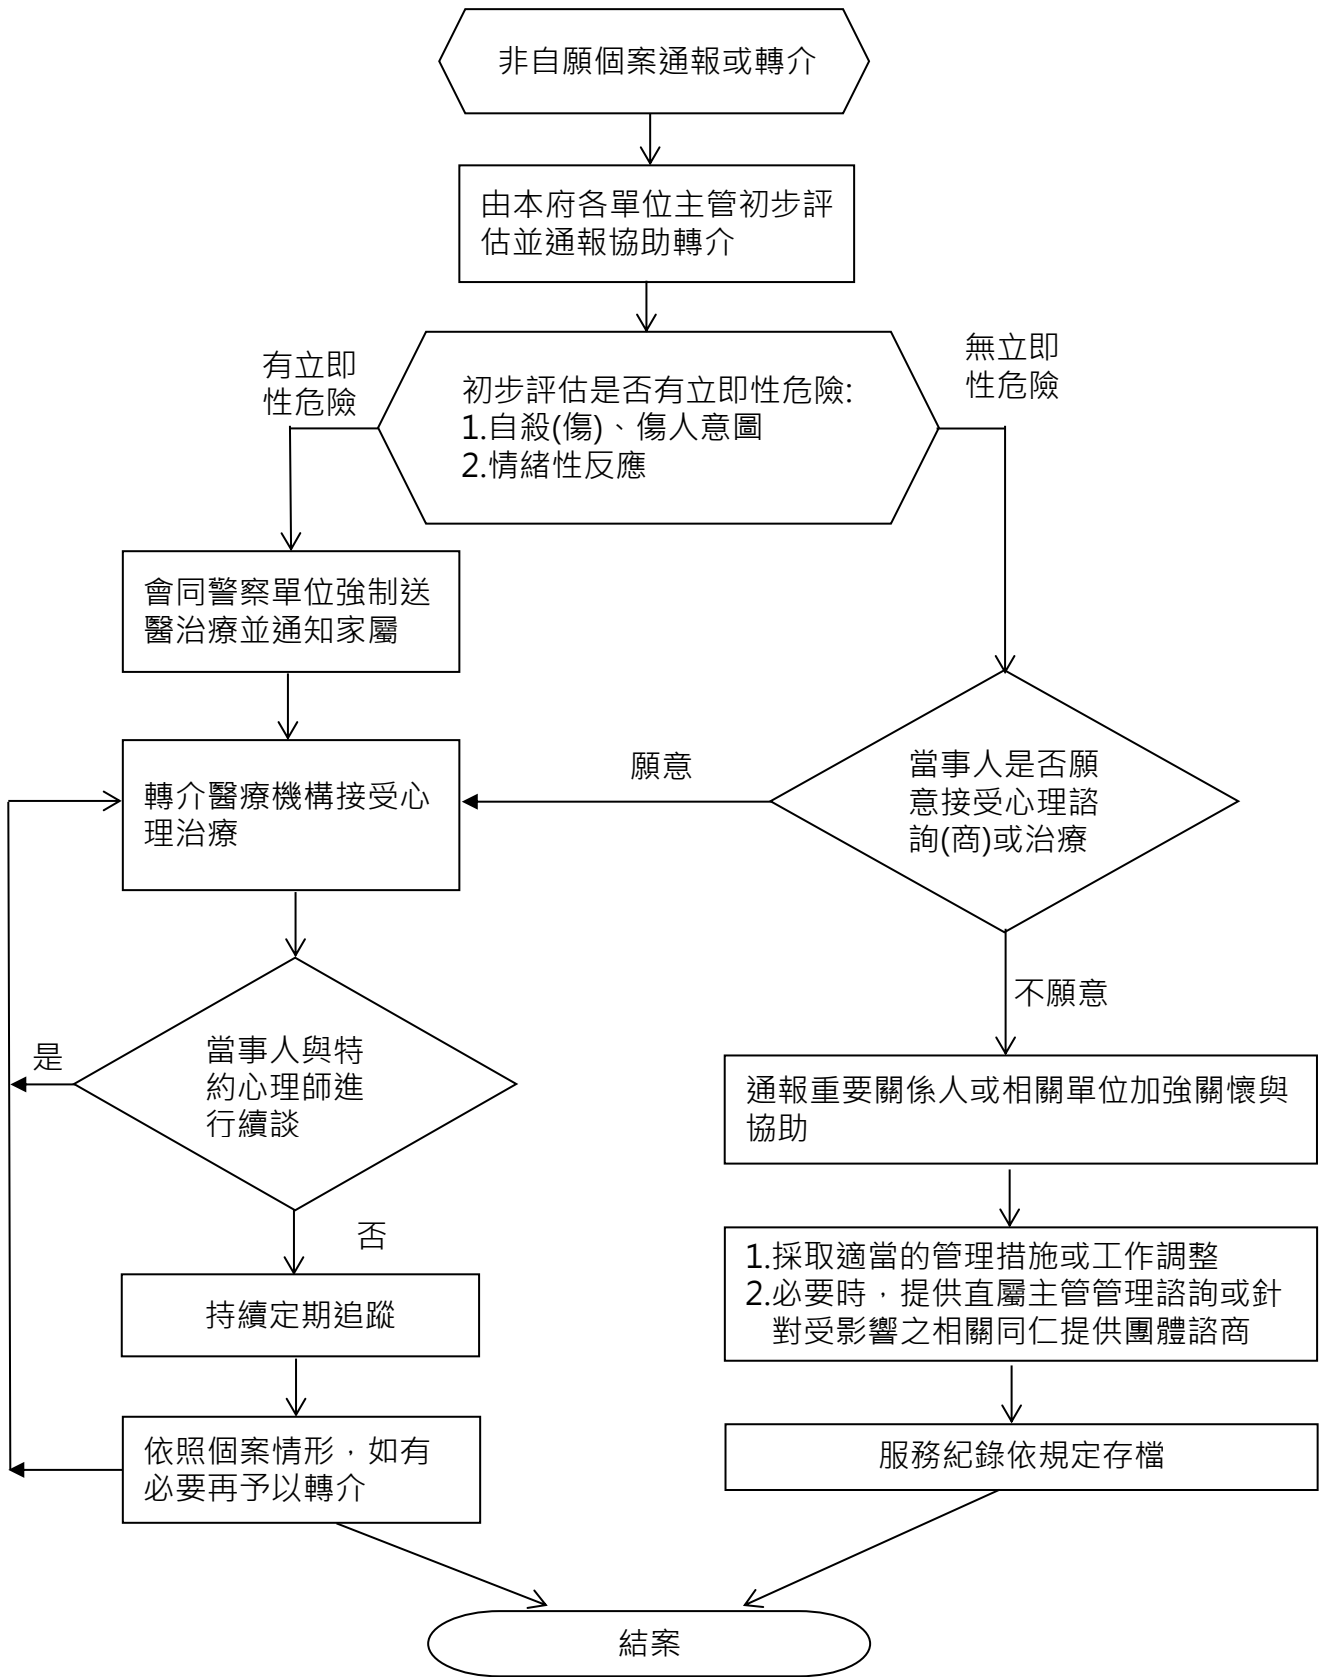 非自願個案通報或轉介
由本府各單位主管初步評
估並通報協助轉介
有立即
性危險
無立即
性危險
初步評估是否有立即性危險:
1.自殺(傷)、傷人意圖
2.情緒性反應
會同警察單位強制送
醫治療並通知家屬
轉介醫療機構接受心
理治療
願意
當事人是否願
意接受心理諮
詢(商)或治療
不願意
是
當事人與特
約心理師進
行續談
否
通報重要關係人或相關單位加強關懷與
協助
持續定期追蹤
1.採取適當的管理措施或工作調整
2.必要時，提供直屬主管管理諮詢或針
對受影響之相關同仁提供團體諮商
依照個案情形，如有
必要再予以轉介
服務紀錄依規定存檔
結案